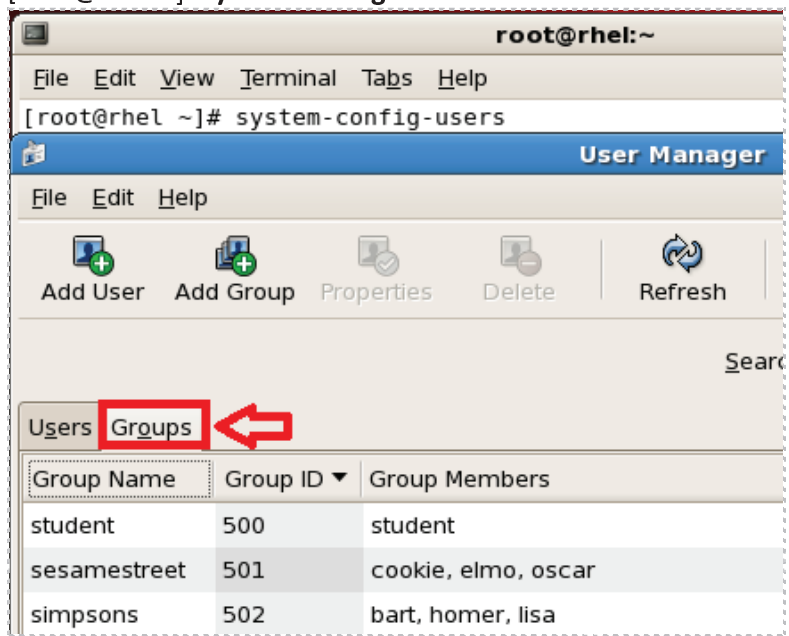 root@rhel:~
File Edit View Terminal Tabs Help
[root@rhel ~]# system-config-users
User Manager
File Edit Help
Add User Add Group Properties Delete Refresh
Users Groups
Group Name Group ID Group Members
student 500 student
sesamestreet 501 cookie, elmo, oscar
simpsons 502 bart, homer, lisa